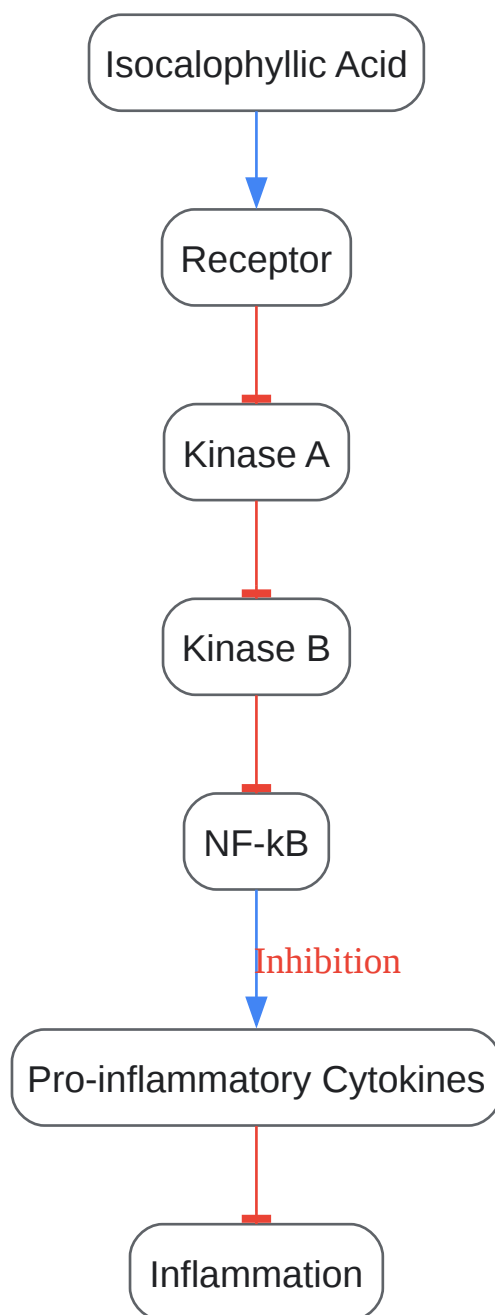 Isocalophyllic Acid
Receptor
Kinase A
Kinase B
NF-kB
Inhibition
Pro-inflammatory Cytokines
Inflammation